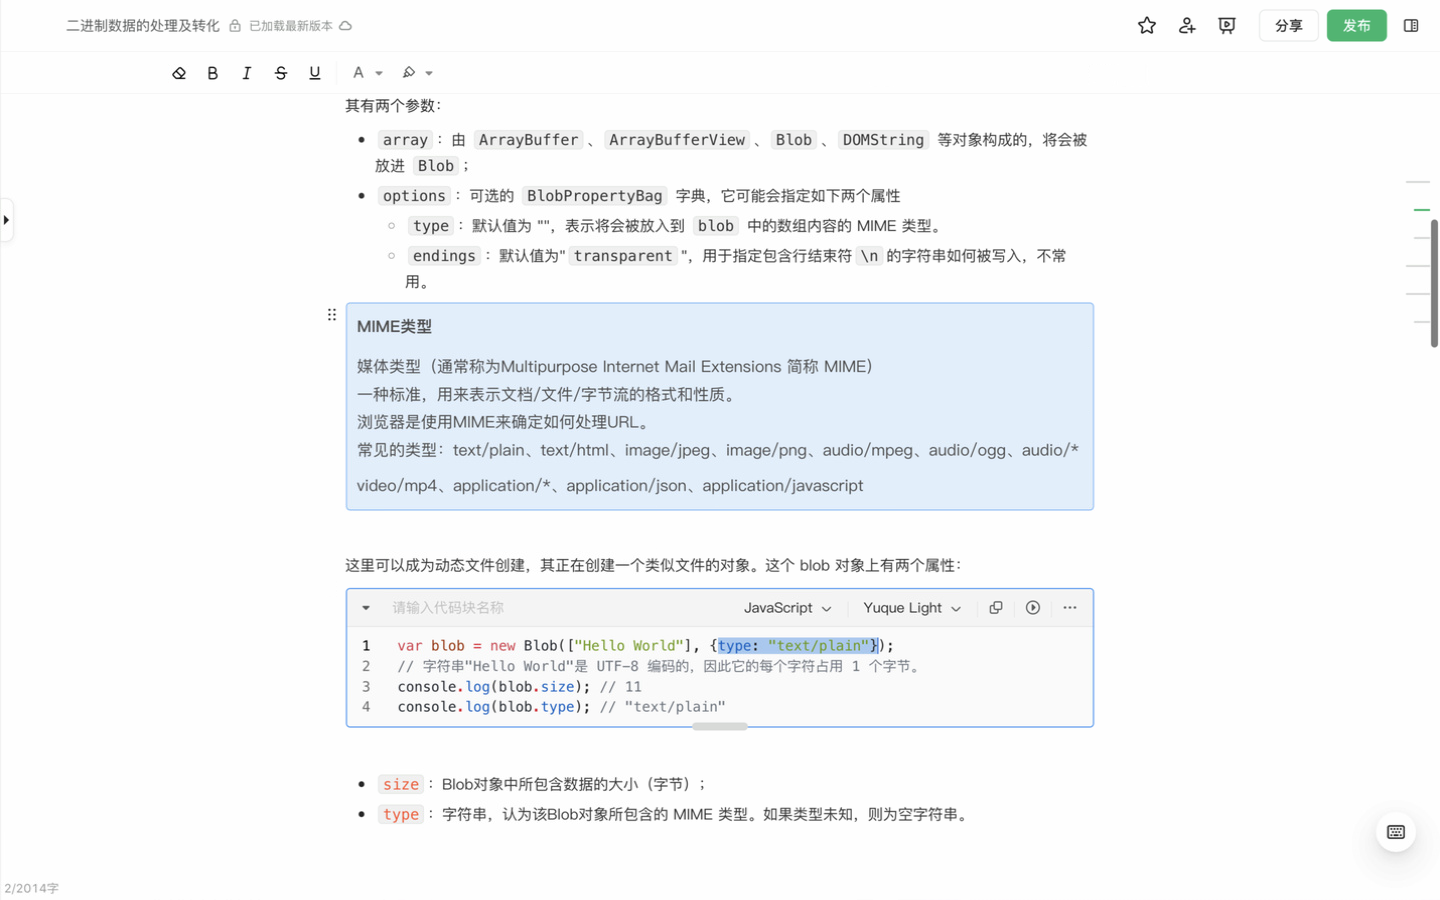 二进制数据的处理及转化 已加载最新版本 分享 发布
B I S U A
其有两个参数：
array：由 ArrayBuffer、ArrayBufferView、Blob、DOMString 等对象构成的，将会被
放进 Blob；
options：可选的 BlobPropertyBag 字典，它可能会指定如下两个属性
type：默认值为 ""，表示将会被放入到 blob 中的数组内容的 MIME 类型。
endings：默认值为"transparent"，用于指定包含行结束符\n的字符串如何被写入，不常
用。
MIME类型
媒体类型（通常称为Multipurpose Internet Mail Extensions 简称 MIME）
一种标准，用来表示文档/文件/字节流的格式和性质。
浏览器是使用MIME来确定如何处理URL。
常见的类型：text/plain、text/html、image/jpeg、image/png、audio/mpeg、audio/ogg、audio/*
video/mp4、application/*、application/json、application/javascript
这里可以成为动态文件创建，其正在创建一个类似文件的对象。这个 blob 对象上有两个属性：
请输入代码块名称 JavaScript Yuque Light
1 var blob = new Blob(["Hello World"], {type: "text/plain"});
2 // 字符串"Hello World"是 UTF-8 编码的，因此它的每个字符占用 1 个字节。
3 console.log(blob.size); // 11
4 console.log(blob.type); // "text/plain"
size：Blob对象中所包含数据的大小（字节）；
type：字符串，认为该Blob对象所包含的 MIME 类型。如果类型未知，则为空字符串。
2/2014字